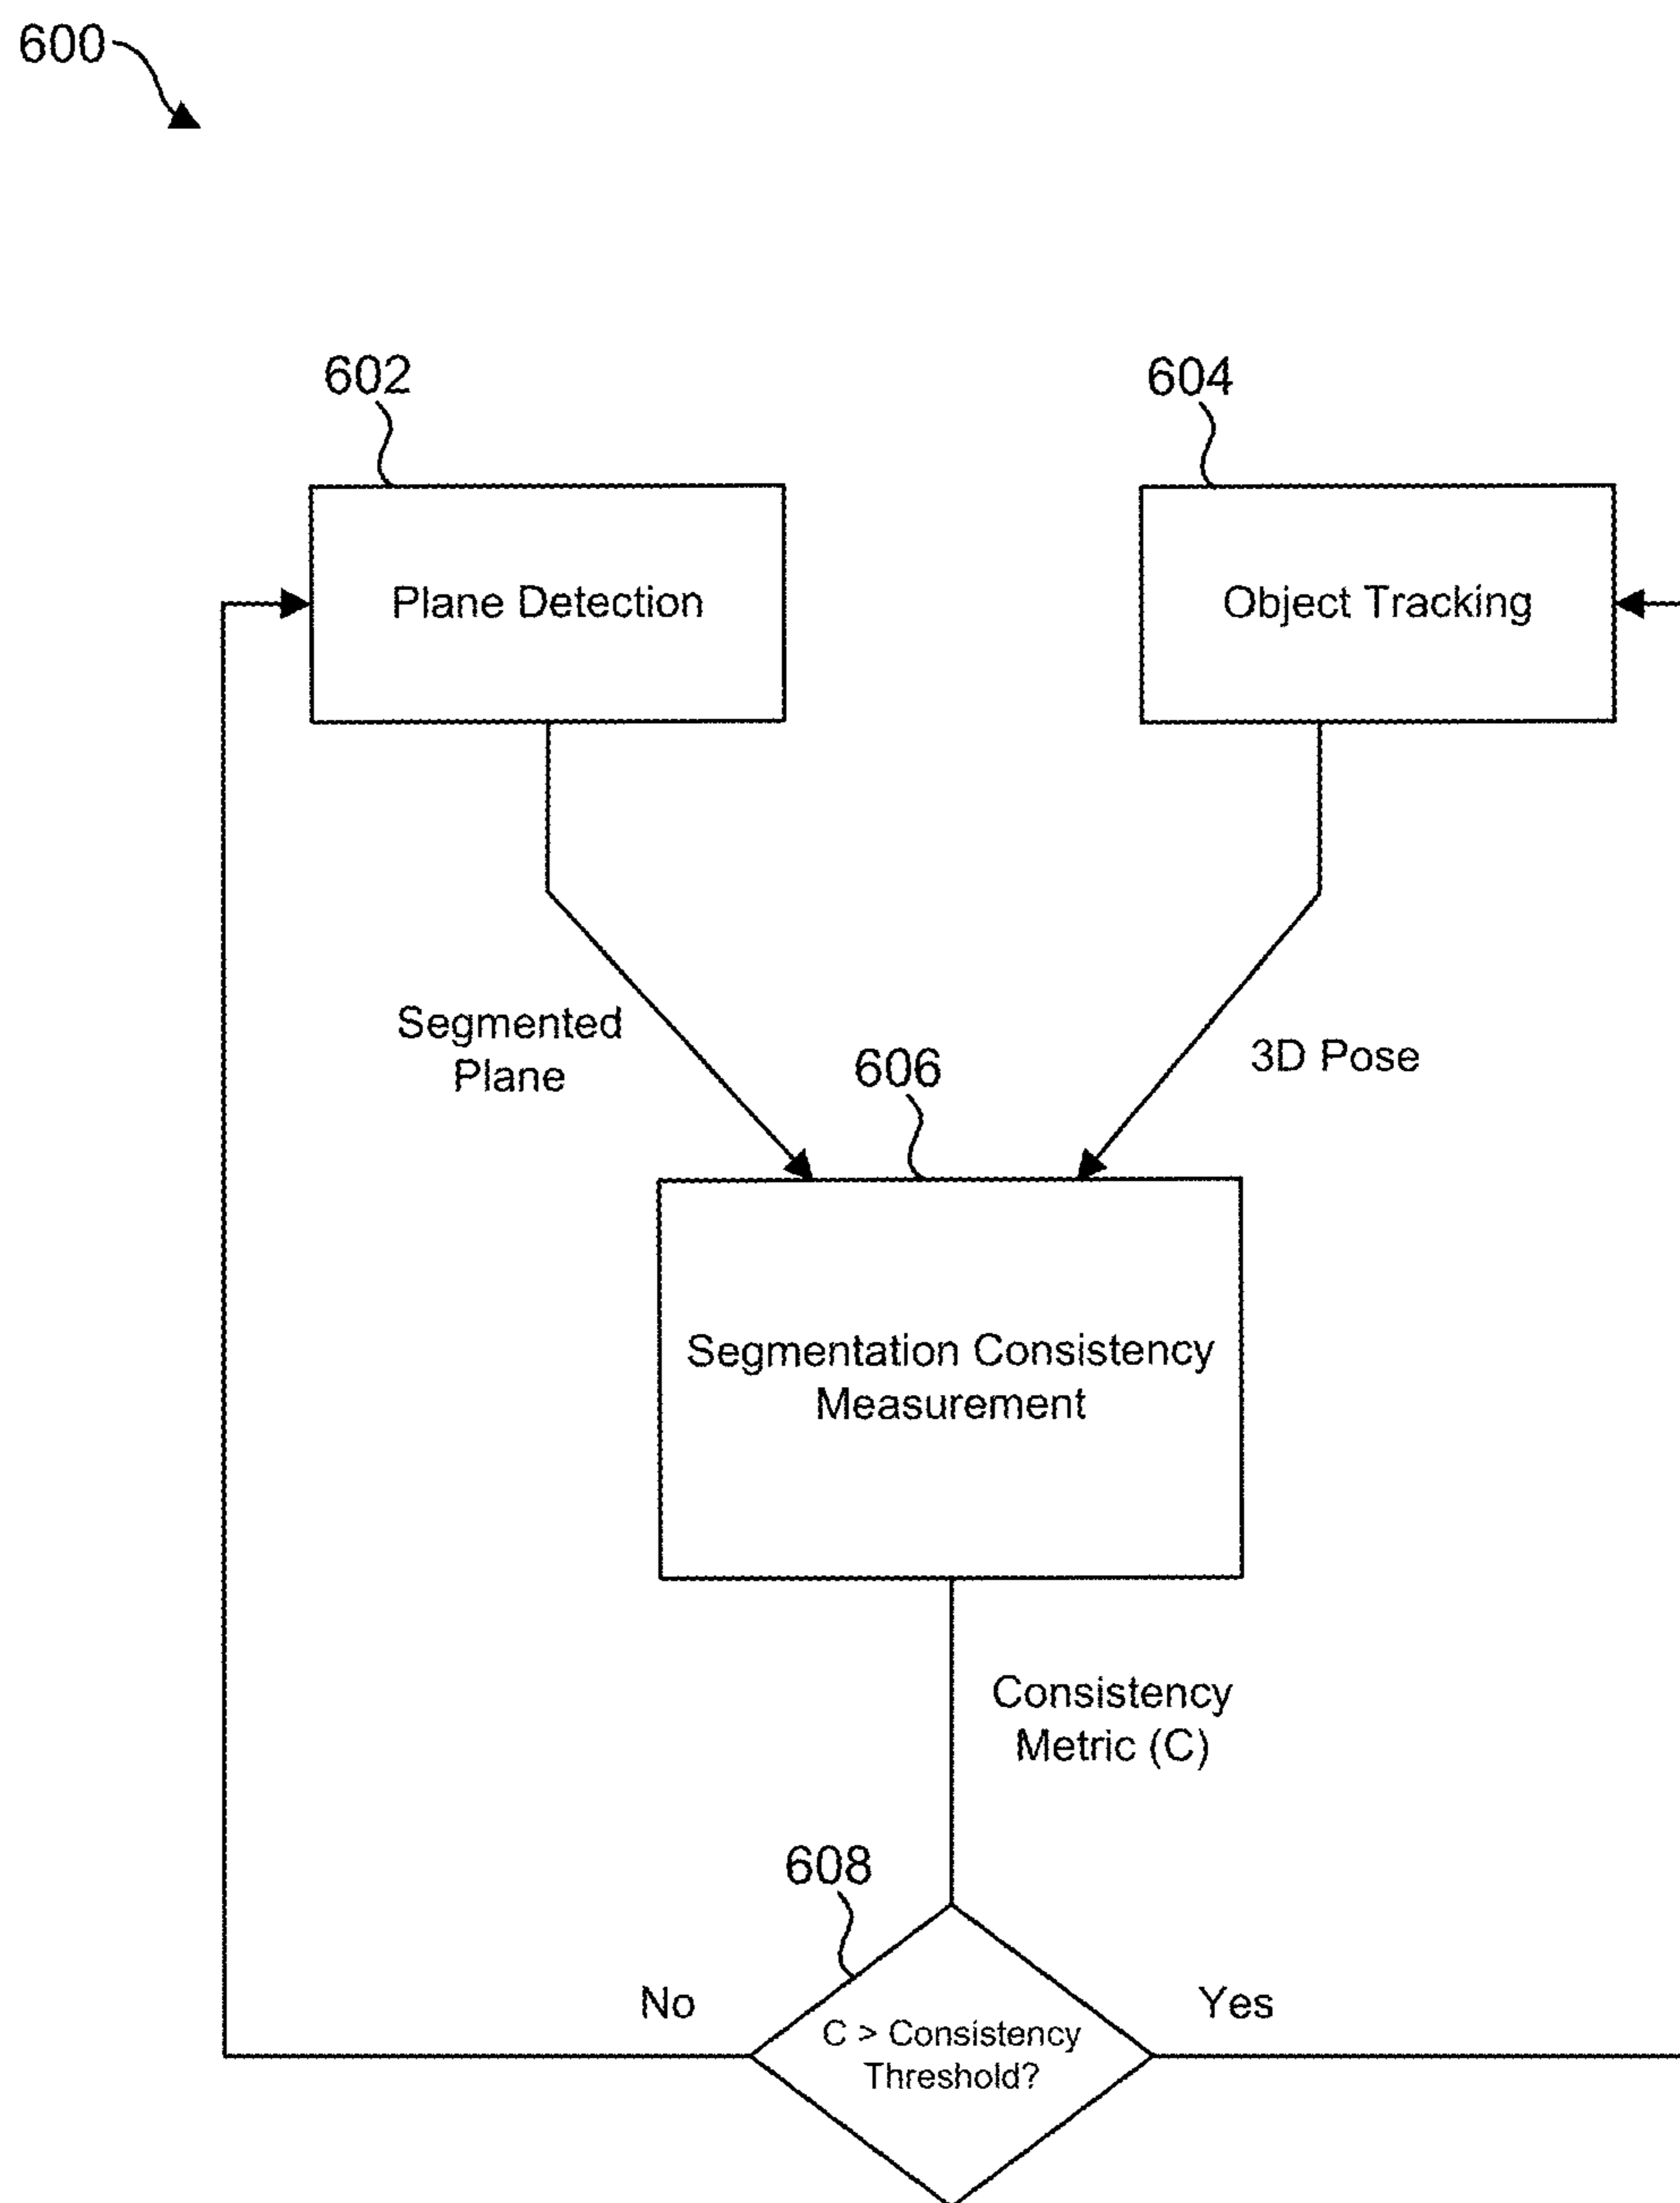 600
602
604
Plane Detection
Object Tracking
Segmented
Plane
3D Pose
606
Segmentation Consistency
Measurement
Consistency
Metric (C)
608
No
Yes
C > Consistency
Threshold?